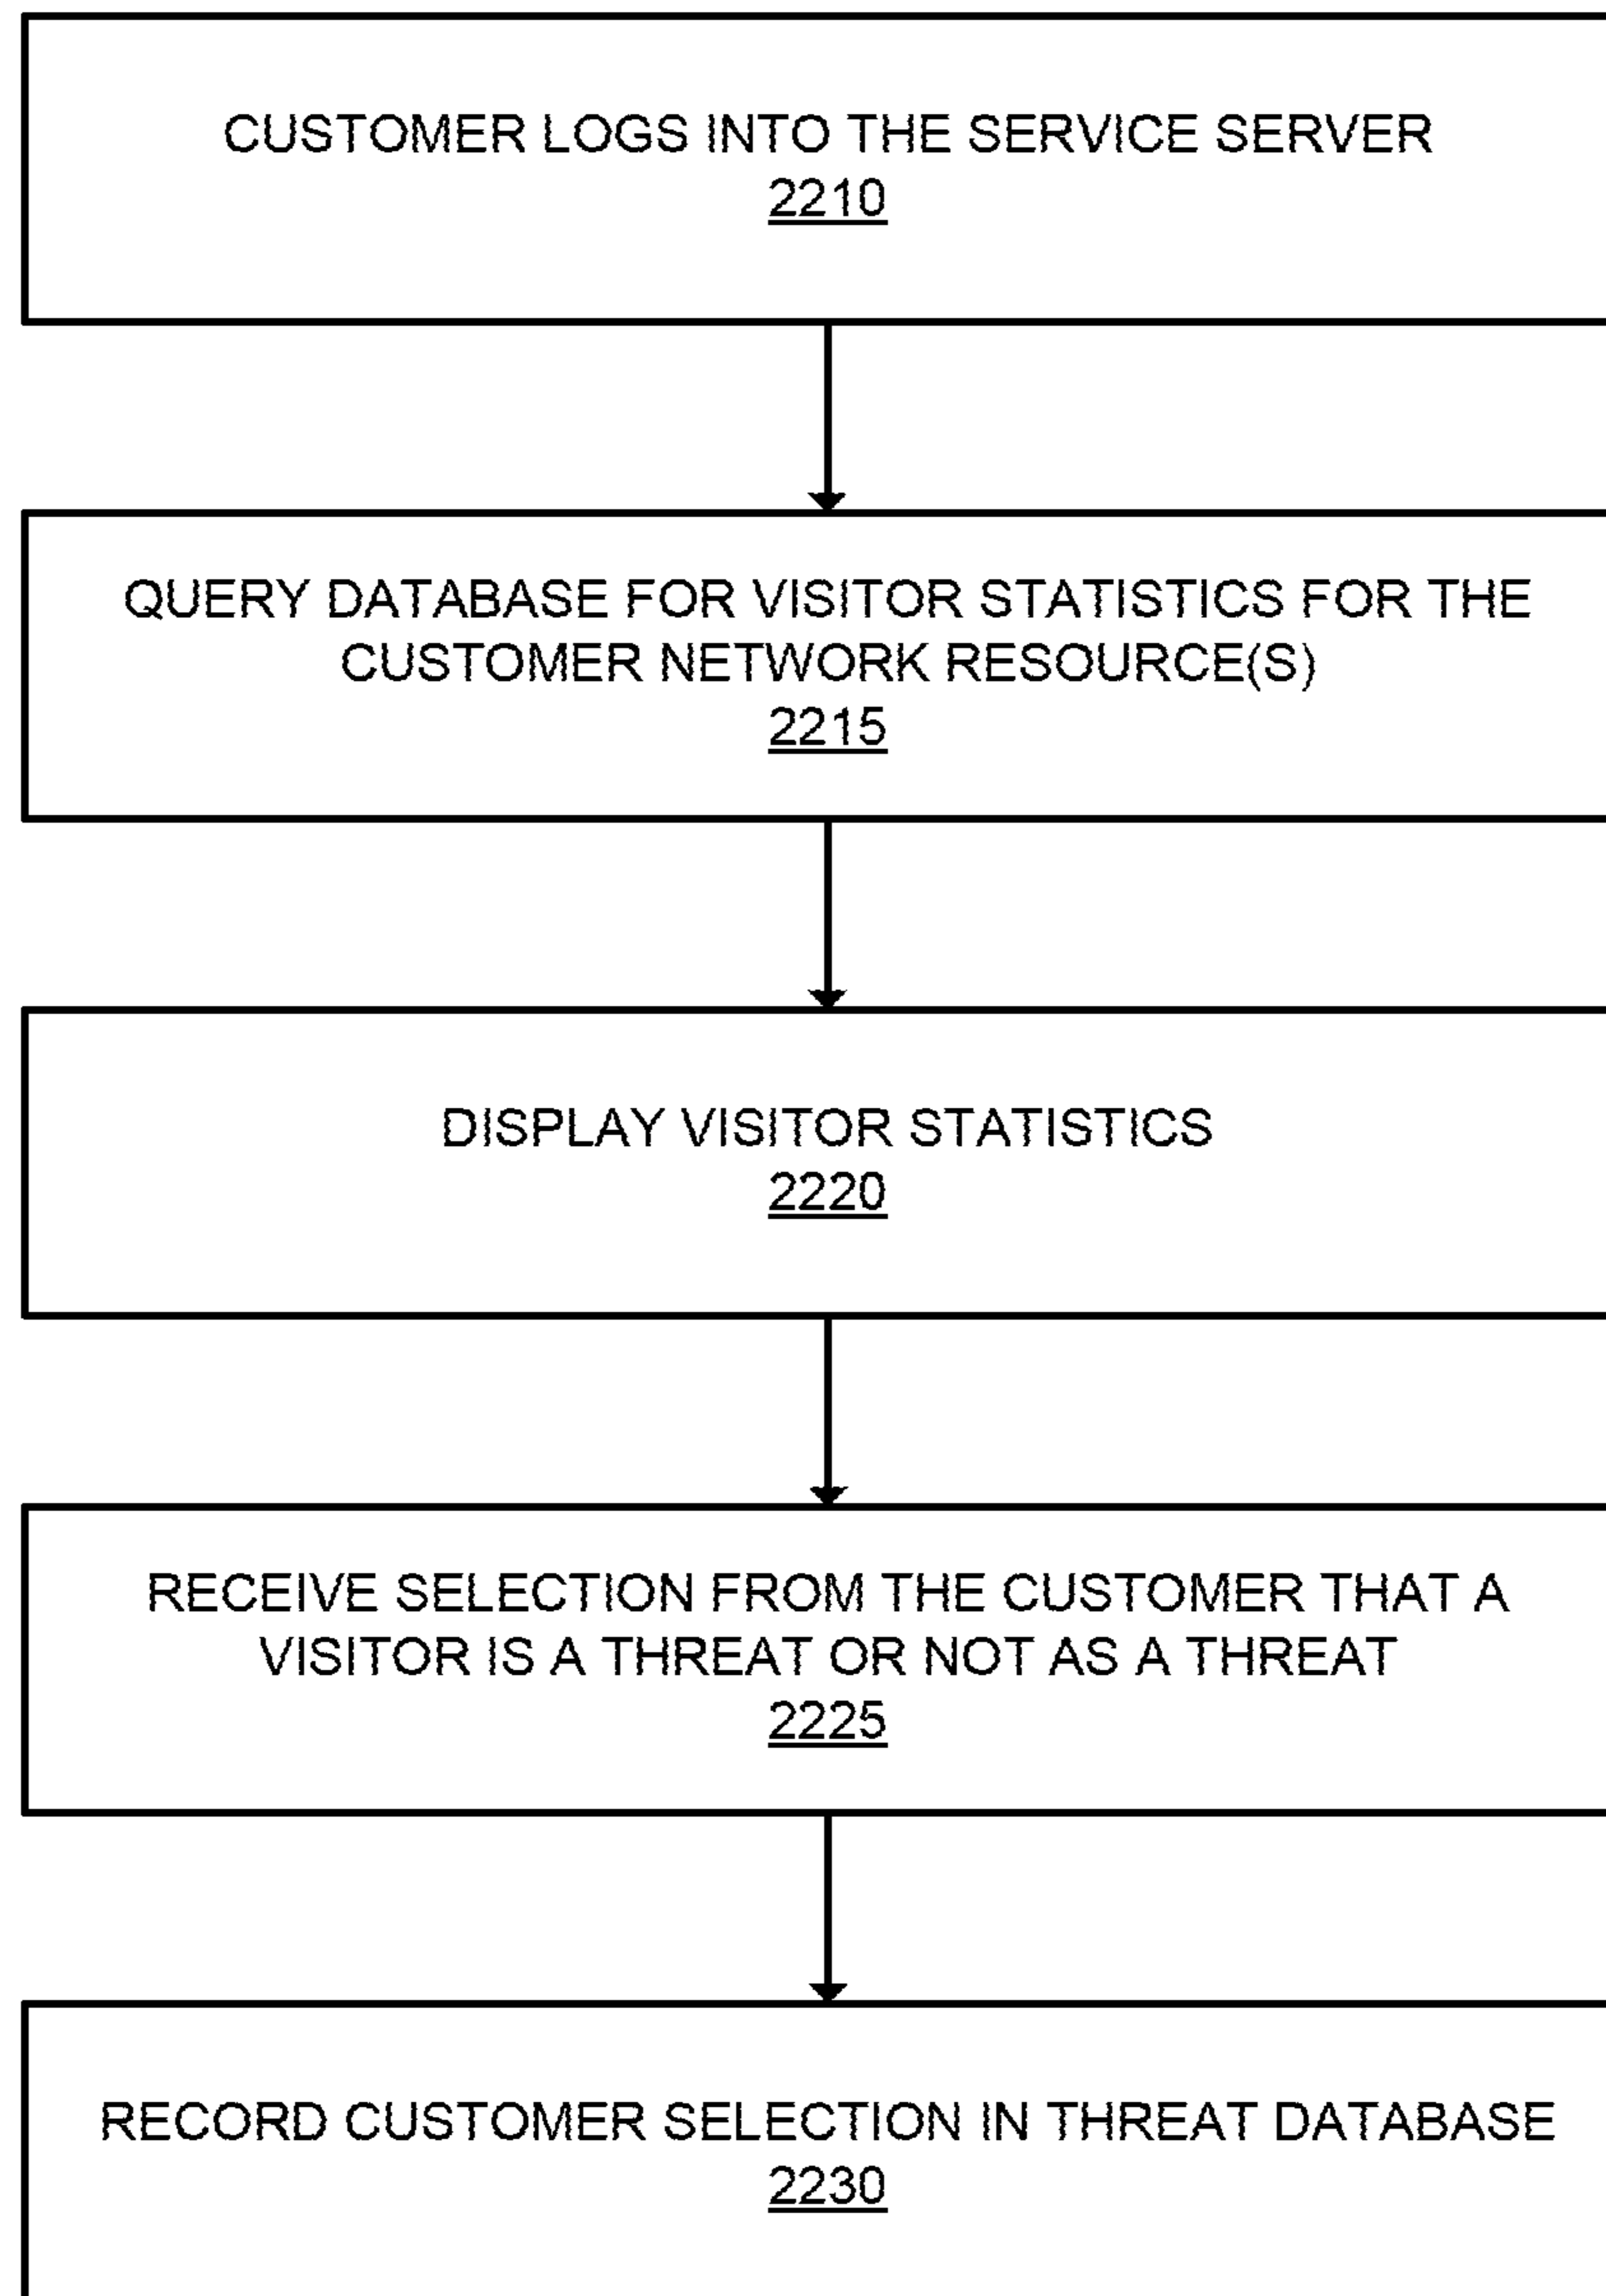 CUSTOMER LOGS INTO THE SERVICE SERVER
2210
QUERY DATABASE FOR VISITOR STATISTICS FOR THE
CUSTOMER NETWORK RESOURCE(S)
2215
DISPLAY VISITOR STATISTICS
2220
RECEIVE SELECTION FROM THE CUSTOMER THAT A
VISITOR IS A THREAT OR NOT AS A THREAT
2225
RECORD CUSTOMER SELECTION IN THREAT DATABASE
2230